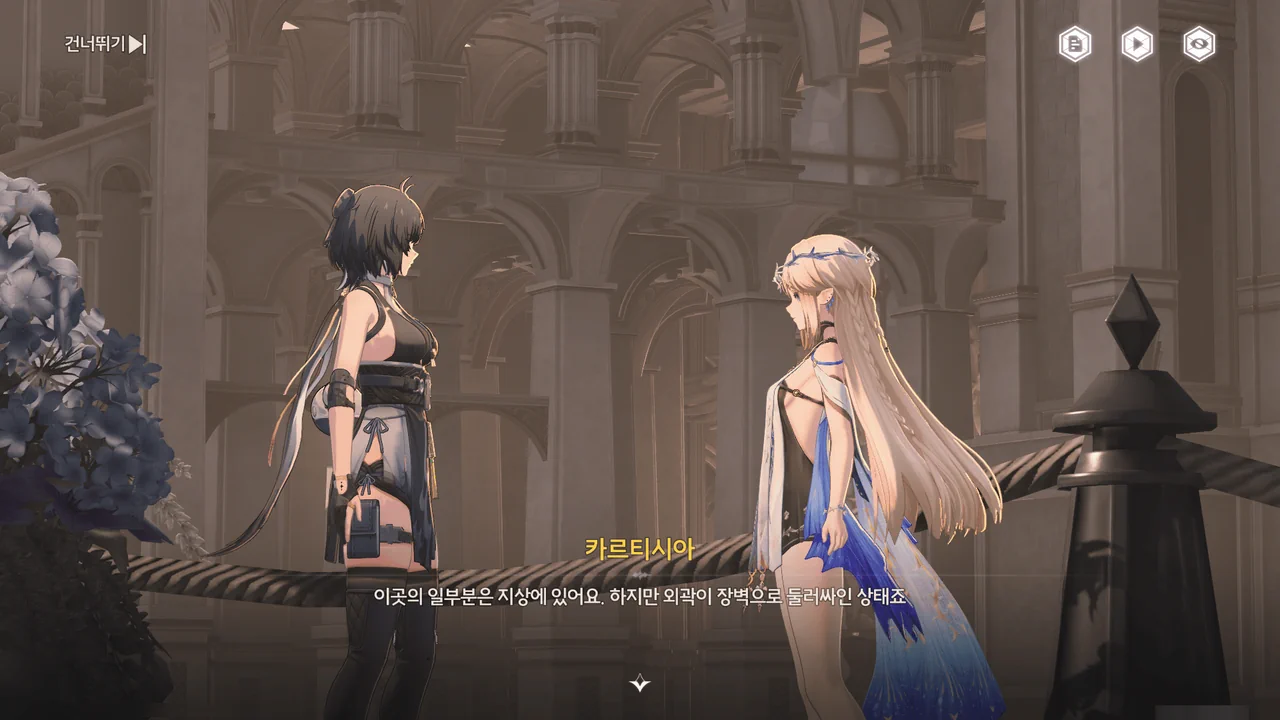 건너뛰기
카르티시아
이곳의 일부분은 지상에 있어요. 하지만 외곽이 장벽으로 둘러싸인 상태죠